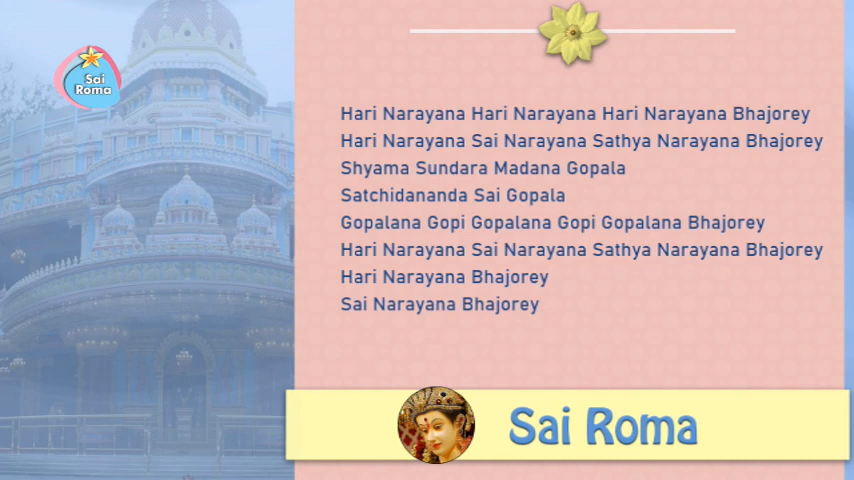 Sai
Roma
Hari Narayana Hari Narayana Hari Narayana Bhajorey
Hari Narayana Sai Narayana Sathya Narayana Bhajorey
Shyama Sundara Madana Gopala
Satchidananda Sai Gopala
Gopalana Gopi Gopalana Gopi Gopalana Bhajorey
Hari Narayana Sai Narayana Sathya Narayana Bhajorey
Hari Narayana Bhajorey
Sai Narayana Bhajorey
Sai Roma